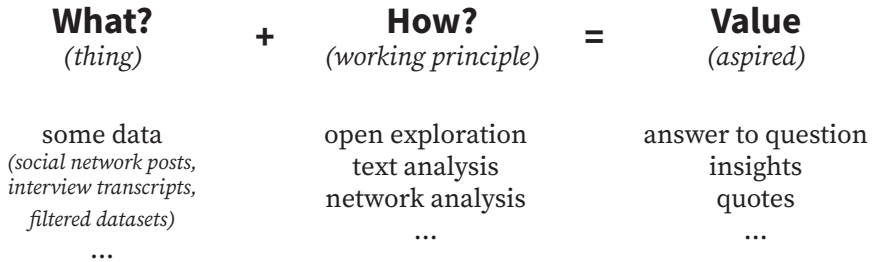 What? + How? = Value
(thing) (working principle) (aspired)
some data open exploration answer to question
(social network posts, text analysis insights
interview transcripts, network analysis quotes
filtered datasets) ... ...
...